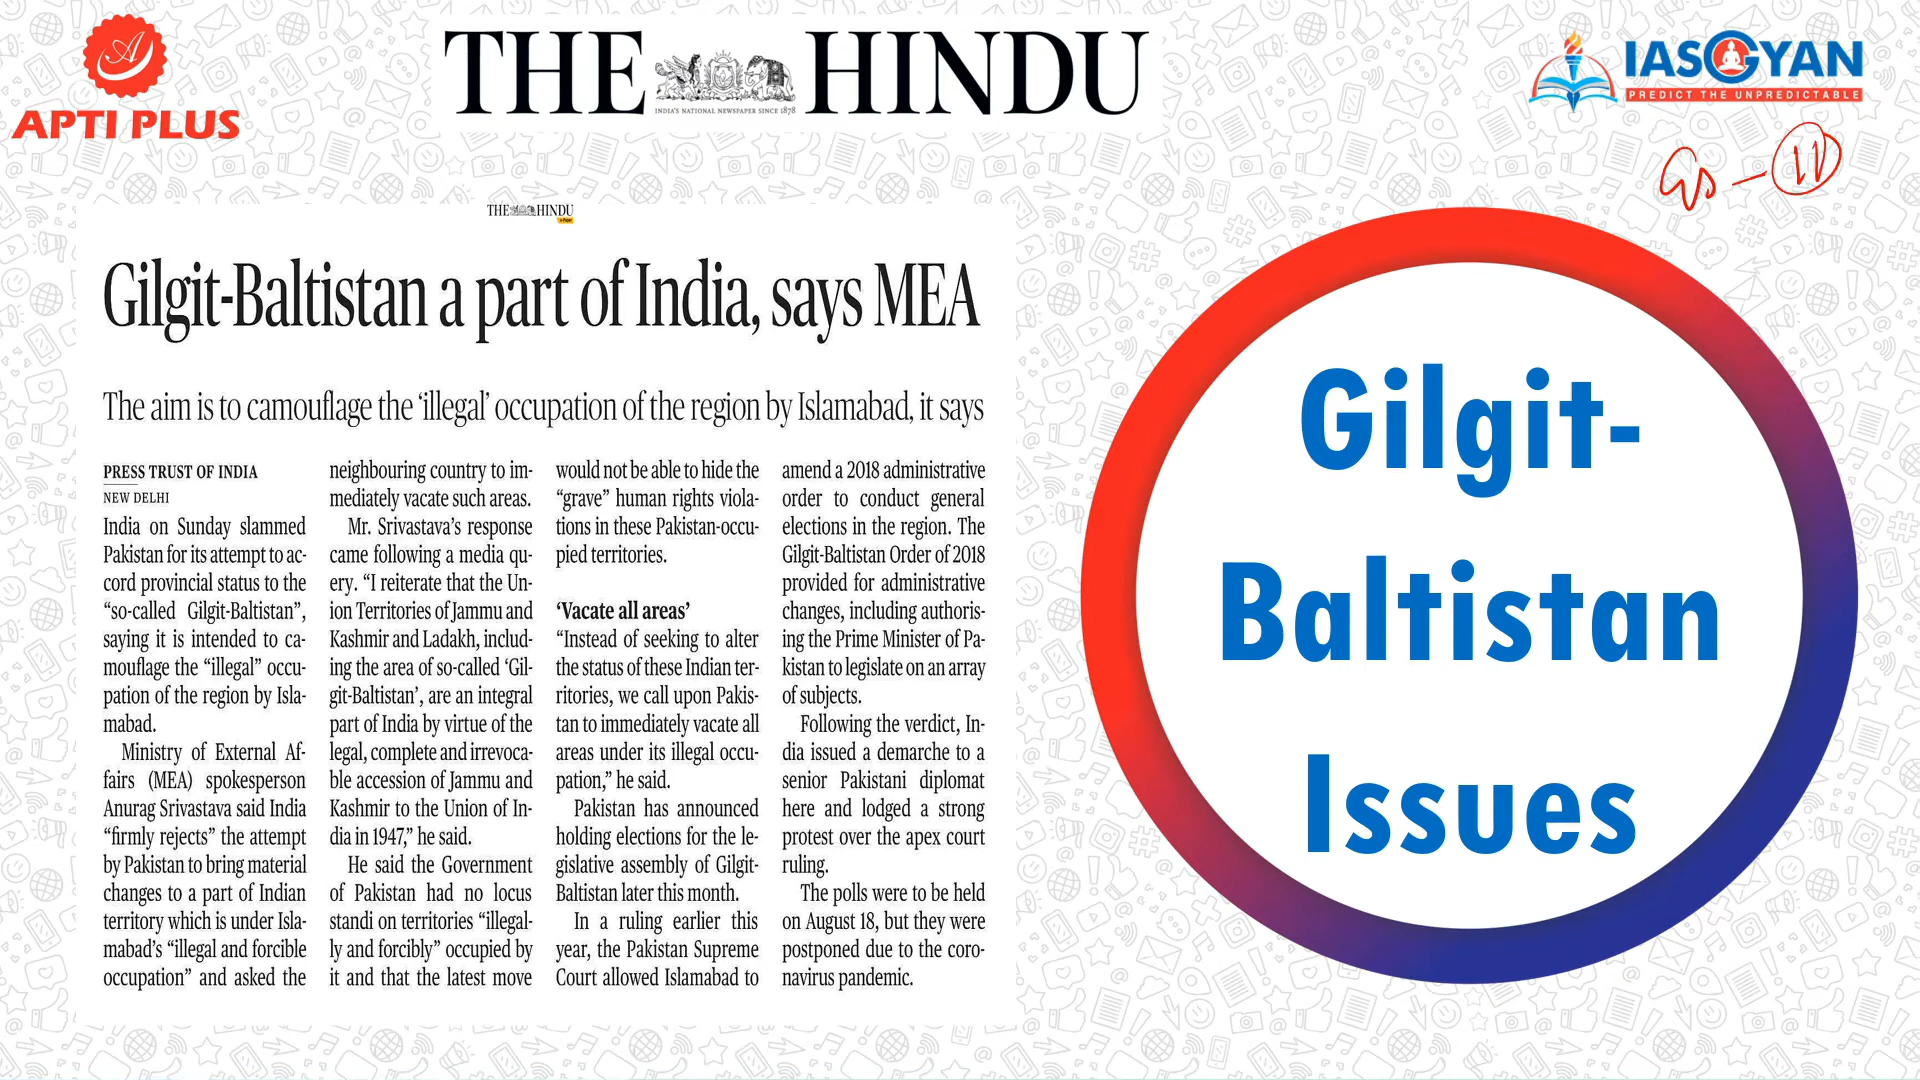 APTI PLUS
THE HINDU
INDIA'S NATIONAL NEWSPAPER SINCE 1878
IASGYAN
PREDICT THE UNPREDICTABLE
GS - II
THE HINDU
Gilgit-Baltistan a part of India, says MEA
The aim is to camouflage the ‘illegal’ occupation of the region by Islamabad, it says
PRESS TRUST OF INDIA
NEW DELHI
India on Sunday slammed
Pakistan for its attempt to ac-
cord provincial status to the
“so-called Gilgit-Baltistan”,
saying it is intended to ca-
mouflage the “illegal” occu-
pation of the region by Isla-
mabad.
Ministry of External Af-
fairs (MEA) spokesperson
Anurag Srivastava said India
“firmly rejects” the attempt
by Pakistan to bring material
changes to a part of Indian
territory which is under Isla-
mabad’s “illegal and forcible
occupation” and asked the
neighbouring country to im-
mediately vacate such areas.
Mr. Srivastava’s response
came following a media qu-
ery. “I reiterate that the Un-
ion Territories of Jammu and
Kashmir and Ladakh, includ-
ing the area of so-called ‘Gil-
git-Baltistan’, are an integral
part of India by virtue of the
legal, complete and irrevoca-
ble accession of Jammu and
Kashmir to the Union of In-
dia in 1947,” he said.
He said the Government
of Pakistan had no locus
standi on territories “illegal-
ly and forcibly” occupied by
it and that the latest move
would not be able to hide the
“grave” human rights viola-
tions in these Pakistan-occu-
pied territories.
‘Vacate all areas’
“Instead of seeking to alter
the status of these Indian ter-
ritories, we call upon Pakis-
tan to immediately vacate all
areas under its illegal occu-
pation,” he said.
Pakistan has announced
holding elections for the le-
gislative assembly of Gilgit-
Baltistan later this month.
In a ruling earlier this
year, the Pakistan Supreme
Court allowed Islamabad to
amend a 2018 administrative
order to conduct general
elections in the region. The
Gilgit-Baltistan Order of 2018
provided for administrative
changes, including authoris-
ing the Prime Minister of Pa-
kistan to legislate on an array
of subjects.
Following the verdict, In-
dia issued a demarche to a
senior Pakistani diplomat
here and lodged a strong
protest over the apex court
ruling.
The polls were to be held
on August 18, but they were
postponed due to the coro-
navirus pandemic.
Gilgit-
Baltistan
Issues